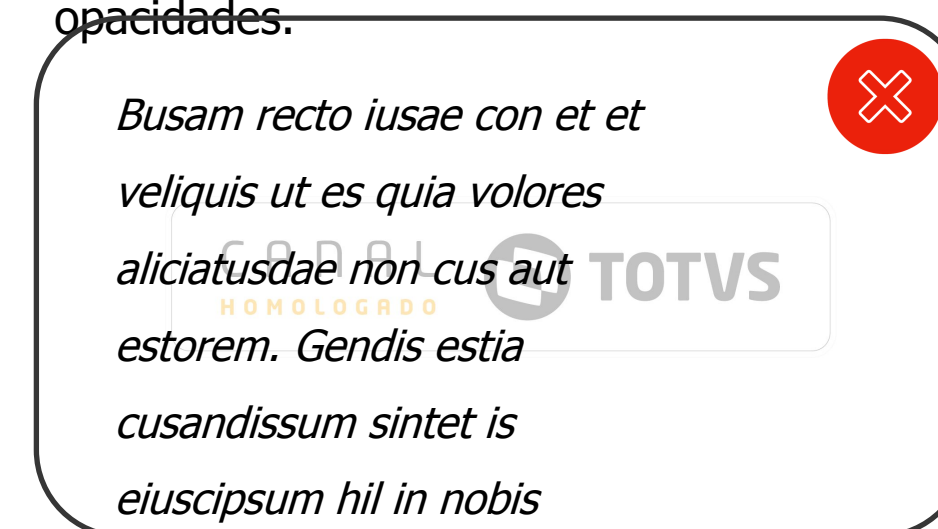 opacidades.
Busam recto iusae con et et
veliquis ut es quia volores
aliciatusdae non cus aut
CANAL
HOMOLOGADO
TOTVS
estorem. Gendis estia
cusandissum sintet is
eiuscipsum hil in nobis